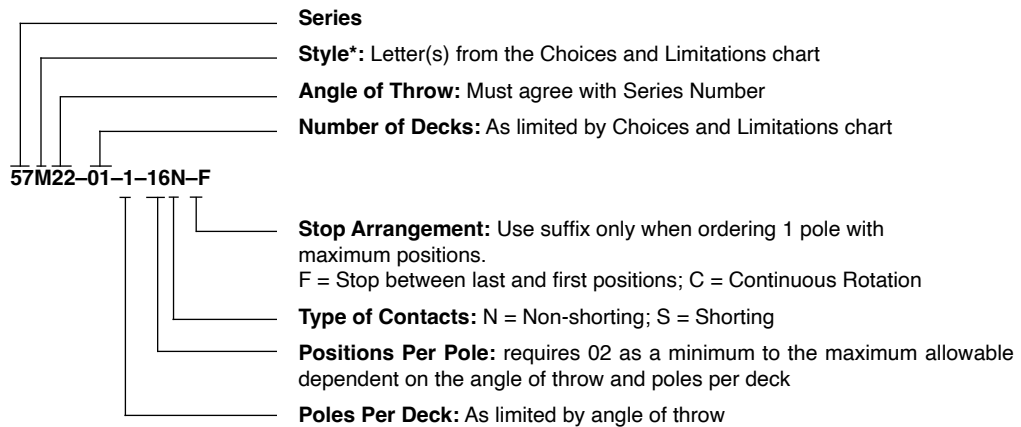 Series
Style*: Letter(s) from the Choices and Limitations chart
Angle of Throw: Must agree with Series Number
Number of Decks: As limited by Choices and Limitations chart
57M22–01–1–16N–F
Stop Arrangement: Use suffix only when ordering 1 pole with
maximum positions.
F = Stop between last and first positions; C = Continuous Rotation
Type of Contacts: N = Non-shorting; S = Shorting
Positions Per Pole: requires 02 as a minimum to the maximum allowable
dependent on the angle of throw and poles per deck
Poles Per Deck: As limited by angle of throw